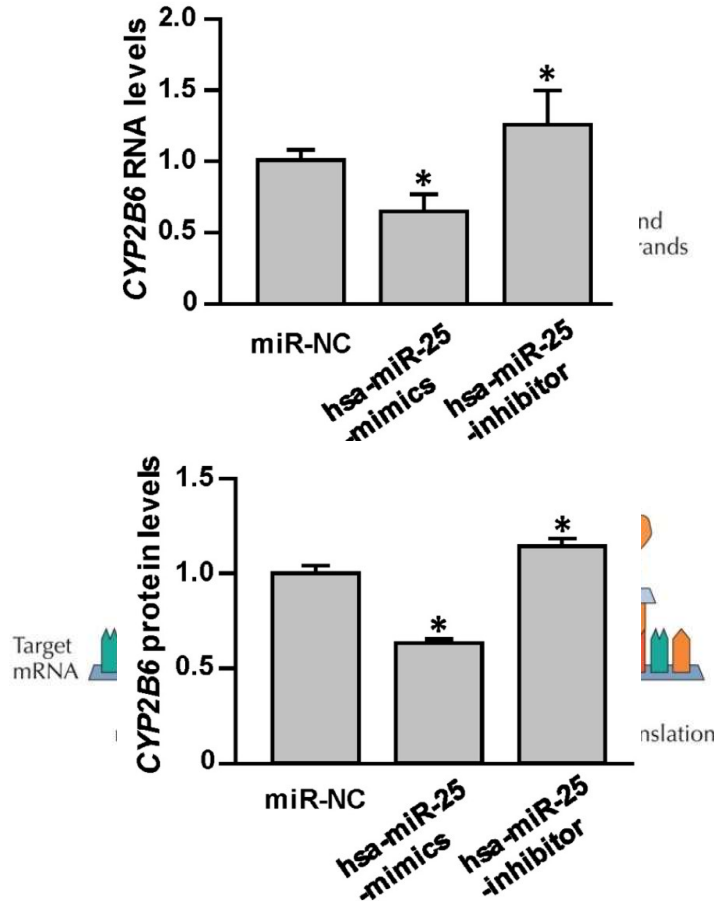 CYP2B6 RNA levels
2.0
1.5
1.0
0.5
0
*
*
miR-NC
hsa-miR-25
-mimics
hsa-miR-25
-inhibitor
nd
rands
CYP2B6 protein levels
1.5
1.0
0.5
0
*
*
miR-NC
hsa-miR-25
-mimics
hsa-miR-25
-inhibitor
Target
mRNA
nslation